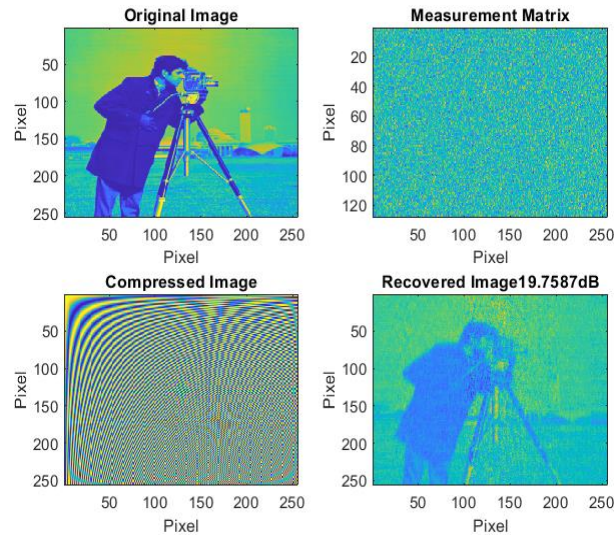 Original Image
Pixel
50
100
150
200
250
50 100 150 200 250
Pixel
Measurement Matrix
Pixel
20
40
60
80
100
120
50 100 150 200 250
Pixel
Compressed Image
Pixel
50
100
150
200
250
50 100 150 200 250
Pixel
Recovered Image19.7587dB
Pixel
50
100
150
200
250
50 100 150 200 250
Pixel